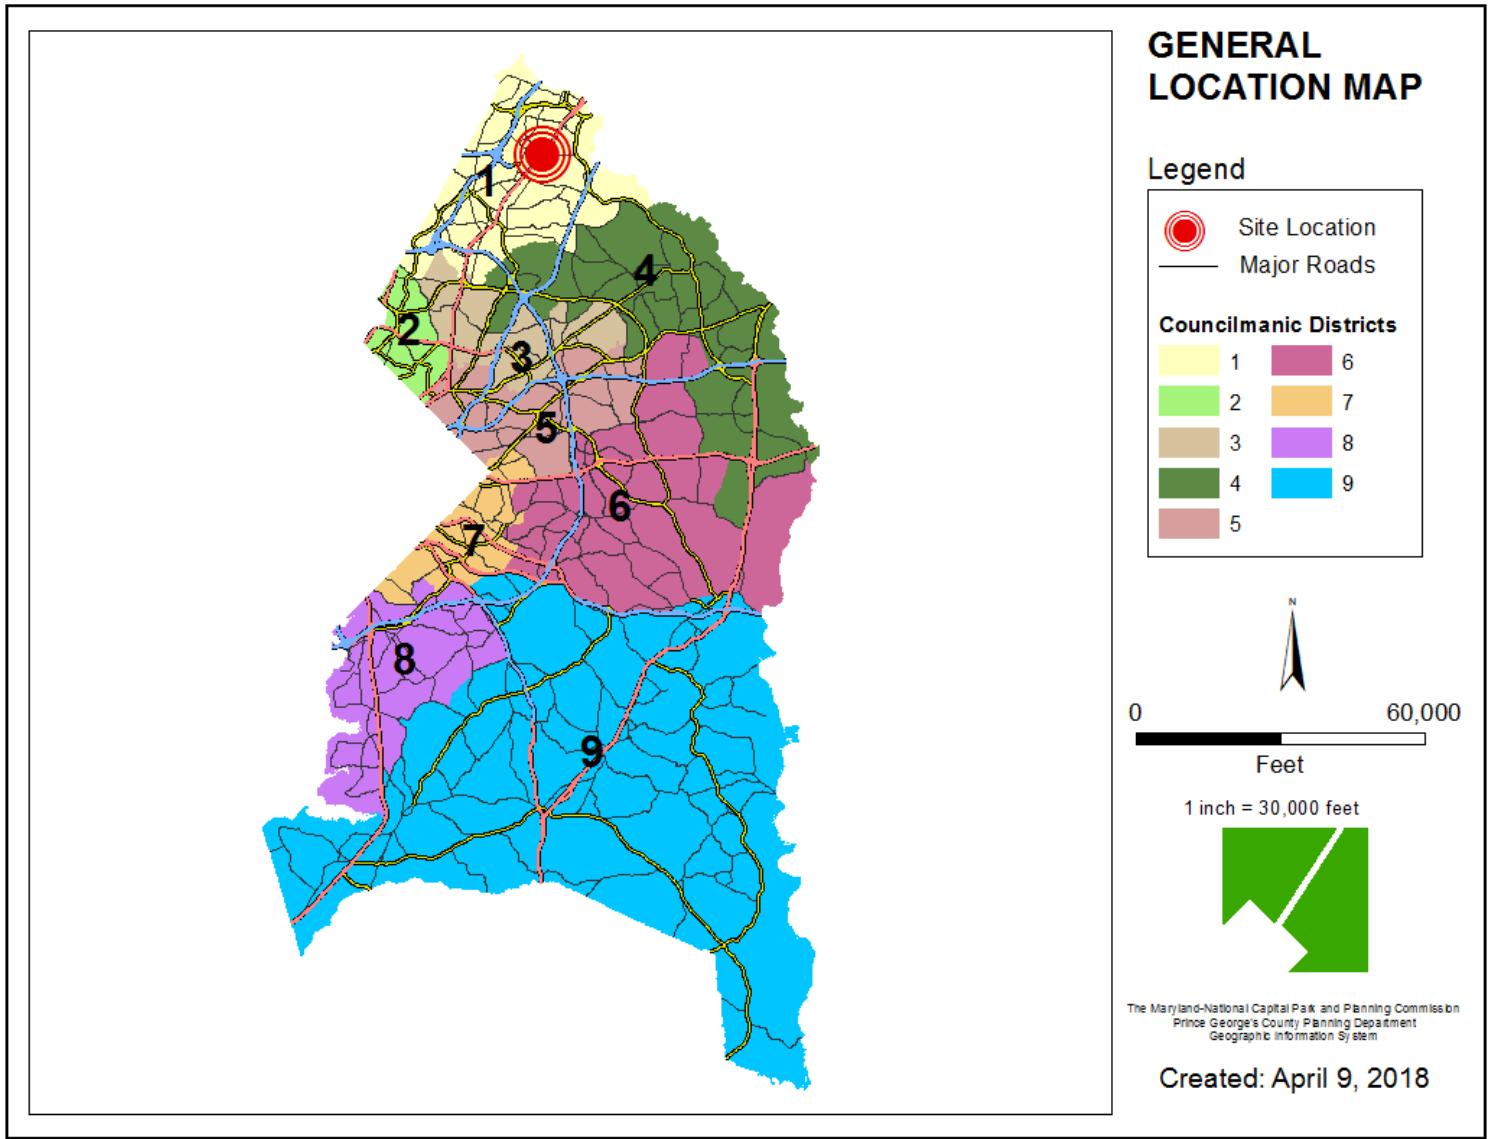 GENERAL
LOCATION MAP
Legend
Site Location
Major Roads
Councilmanic Districts
1 6
2 7
3 8
4 9
5
1
4
2
3
5
6
7
8
9
N
0 60,000
Feet
1 inch = 30,000 feet
The Maryland-National Capital Park and Planning Commission
Prince George's County Planning Department
Geographic Information System
Created: April 9, 2018